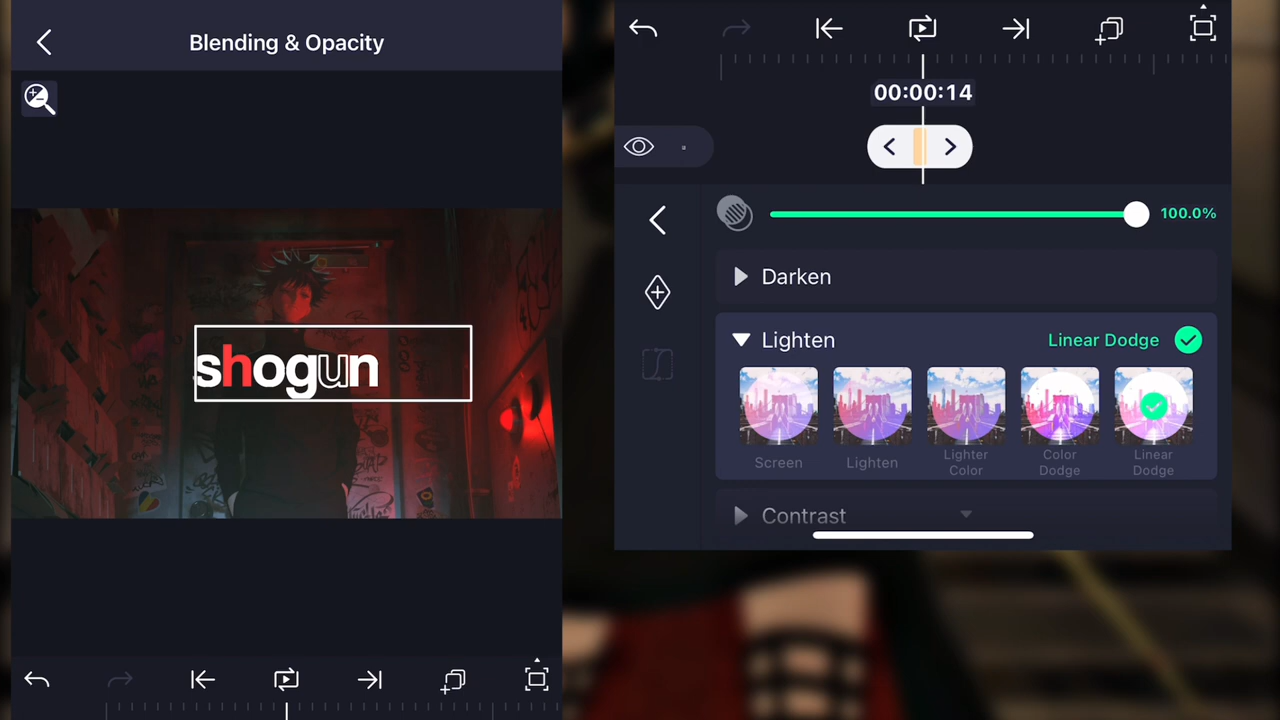 Blending & Opacity
shogun
00:00:14
100.0%
Darken
Lighten
Linear Dodge
Screen
Lighten
Lighter
Color
Color
Dodge
Linear
Dodge
Contrast